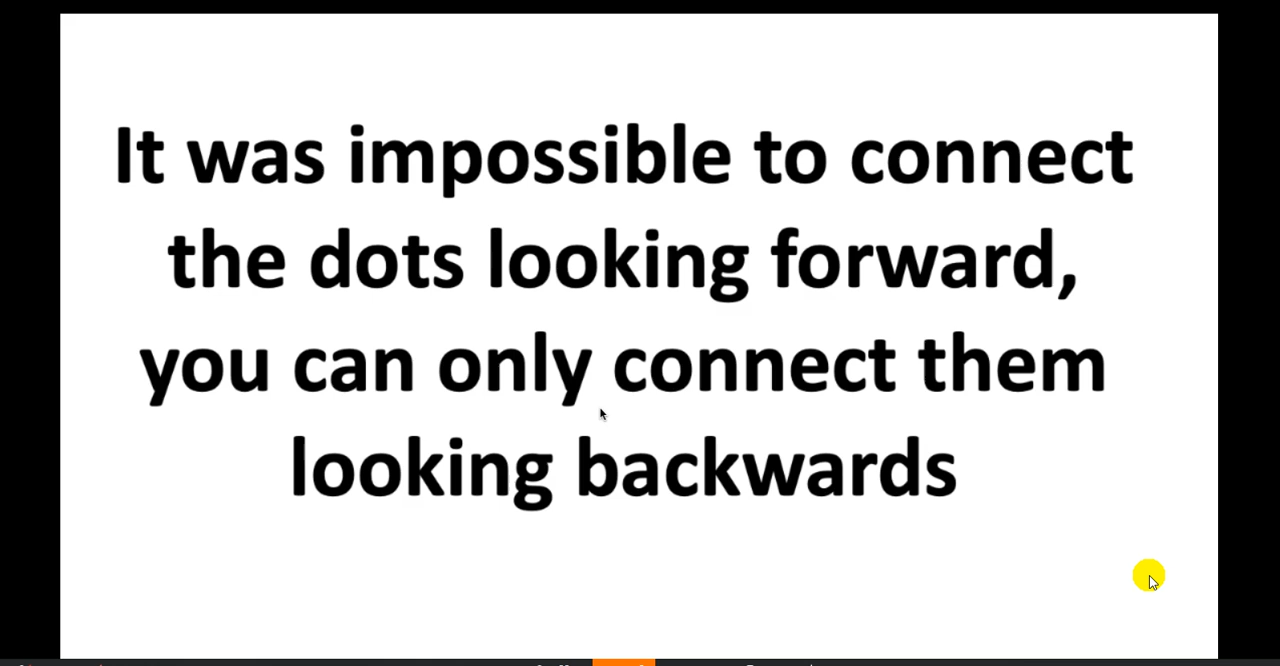 It was impossible to connect
the dots looking forward,
you can only connect them
looking backwards